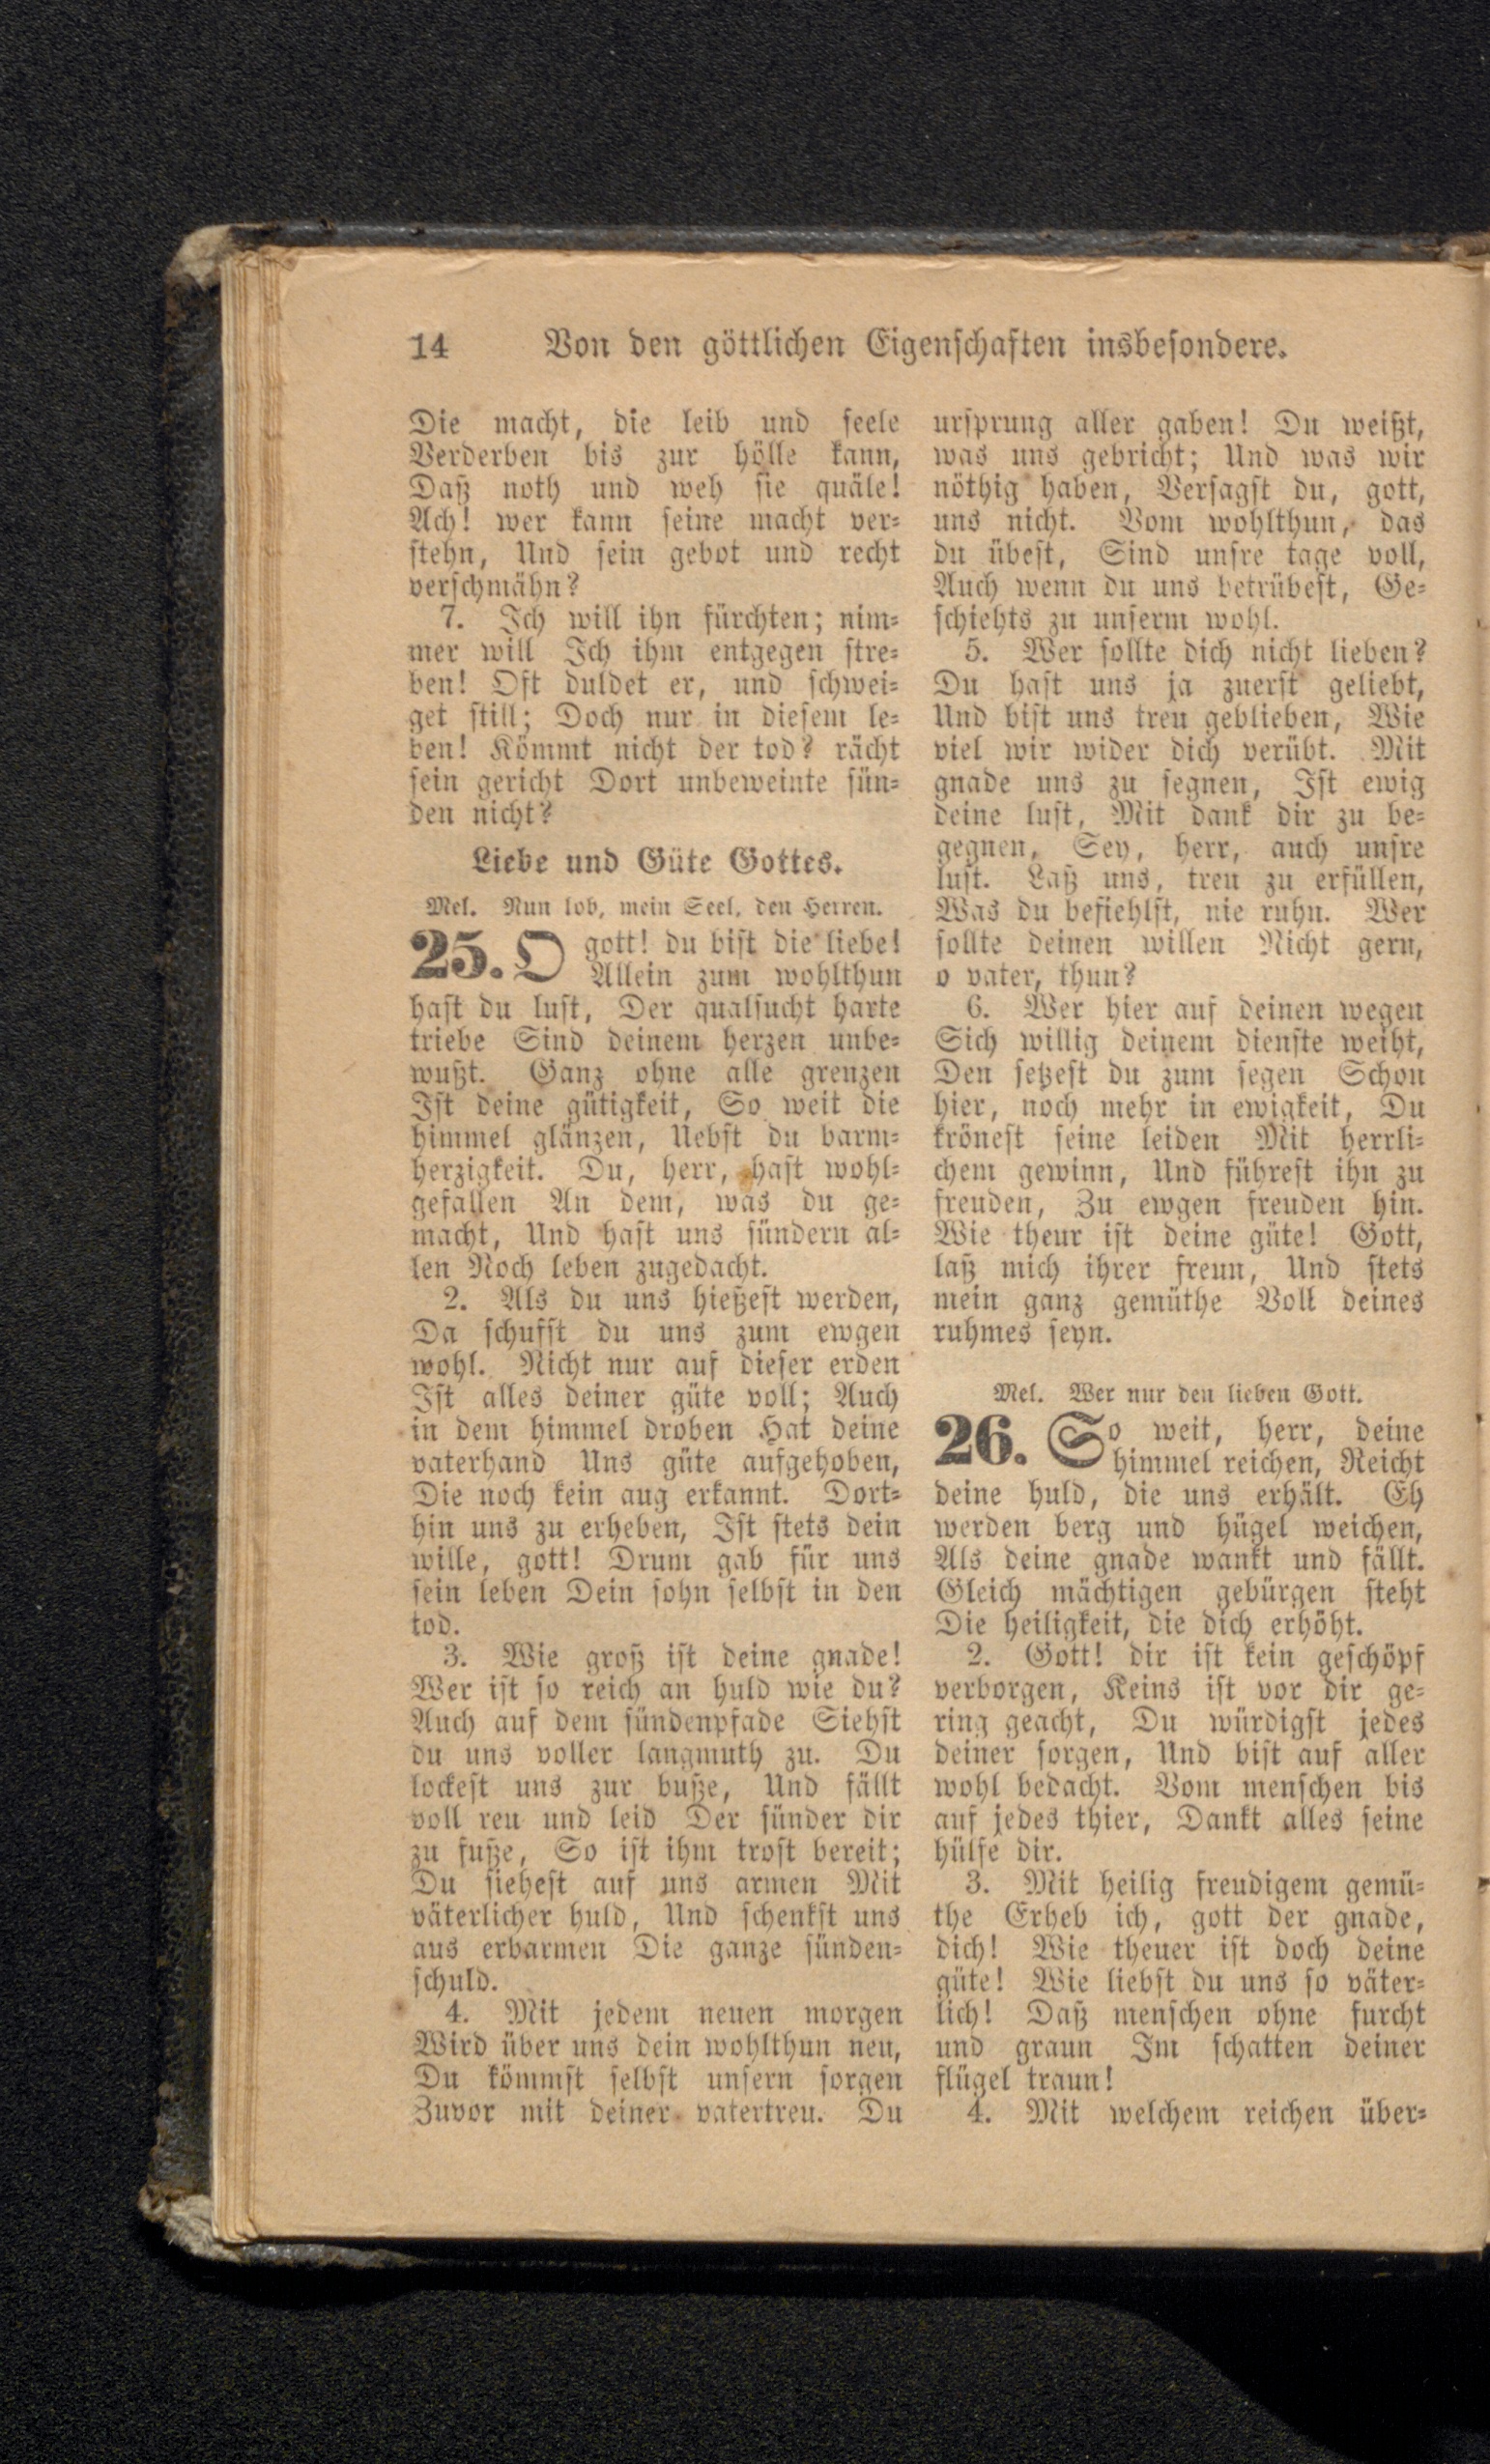 14 Von den göttlichen Eigenschaften insbesondere.
Die macht, die leib und seele
Verderben bis zur hölle kann,
Daß noth und weh sie quäle!
Ach! wer kann seine macht ver-
stehn, Und sein gebot und recht
verschmähn?
7. Ich will ihn fürchten; nim-
mer will Ich ihm entgegen stre-
ben! Oft duldet er, und schwei-
get still; Doch nur in diesem le-
ben! Kömmt nicht der tod? rächt
sein gericht Dort unbeweinte sün-
den nicht?
Liebe und Güte Gottes.
Mel. Nun lob, mein Seel, den Herren.
25. O gott! du bist die liebe!
Allein zum wohlthun
hast du lust, Der qualsucht harte
triebe Sind deinem herzen unbe-
wußt. Ganz ohne alle grenzen
Ist deine gütigkeit, So weit die
himmel glänzen, Uebst du barm-
herzigkeit. Du, herr, hast wohl-
gefallen An dem, was du ge-
macht, Und hast uns sündern al-
len Noch leben zugedacht.
2. Als du uns hießest werden,
Da schufst du uns zum ewgen
wohl. Nicht nur auf dieser erden
Ist alles deiner güte voll; Auch
in dem himmel droben Hat deine
vaterhand Uns güte aufgehoben,
Die noch kein aug erkannt. Dort-
hin uns zu erheben, Ist stets dein
wille, gott! Drum gab für uns
sein leben Dein sohn selbst in den
tod.
3. Wie groß ist deine gnade!
Wer ist so reich an huld wie du?
Auch auf dem sündenpfade Siehst
du uns voller langmuth zu. Du
lockest uns zur buße, Und fällt
voll reu und leid Der sünder dir
zu fuße, So ist ihm trost bereit;
Du siehest auf uns armen Mit
väterlicher huld, Und schenkst uns
aus erbarmen Die ganze sünden-
schuld.
4. Mit jedem neuen morgen
Wird über uns dein wohlthun neu,
Du kömmst selbst unsern sorgen
Zuvor mit deiner vatertreu. Du
ursprung aller gaben! Du weißt,
was uns gebricht; Und was wir
nöthig haben, Versagst du, gott,
uns nicht. Vom wohlthun, das
du übest, Sind unsre tage voll,
Auch wenn du uns betrübest, Ge-
schiehts zu unserm wohl.
5. Wer sollte dich nicht lieben?
Du hast uns ja zuerst geliebt,
Und bist uns treu geblieben, Wie
viel wir wider dich verübt. Mit
gnade uns zu segnen, Ist ewig
deine lust, Mit dank dir zu be-
gegnen, Sey, herr, auch unsre
lust. Laß uns, treu zu erfüllen,
Was du befiehlst, nie ruhn. Wer
sollte deinen willen Nicht gern,
o vater, thun?
6. Wer hier auf deinen wegen
Sich willig deinem dienste weiht,
Den setzest du zum segen Schon
hier, noch mehr in ewigkeit, Du
krönest seine leiden Mit herrli-
chem gewinn, Und führest ihn zu
freuden, Zu ewgen freuden hin.
Wie theur ist deine güte! Gott,
laß mich ihrer freun, Und stets
mein ganz gemüthe Voll deines
ruhmes seyn.
Mel. Wer nur den lieben Gott.
26. So weit, herr, deine
himmel reichen, Reicht
deine huld, die uns erhält. Eh
werden berg und hügel weichen,
Als deine gnade wankt und fällt.
Gleich mächtigen gebürgen steht
Die heiligkeit, die dich erhöht.
2. Gott! dir ist kein geschöpf
verborgen, Keins ist vor dir ge-
ring geacht, Du würdigst jedes
deiner sorgen, Und bist auf aller
wohl bedacht. Vom menschen bis
auf jedes thier, Dankt alles seine
hülfe dir.
3. Mit heilig freudigem gemü-
the Erheb ich, gott der gnade,
dich! Wie theuer ist doch deine
güte! Wie liebst du uns so väter-
lich! Daß menschen ohne furcht
und graun Im schatten deiner
flügel traun!
4. Mit welchem reichen über-